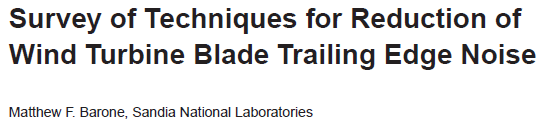 Survey of Techniques for Reduction of
Wind Turbine Blade Trailing Edge Noise
Matthew F. Barone, Sandia National Laboratories